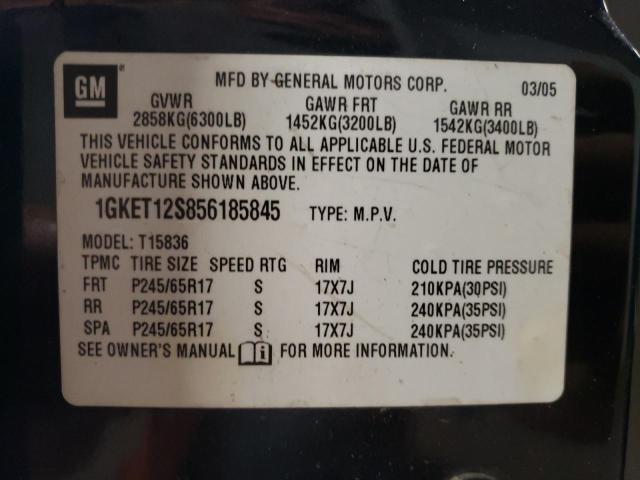 GM
MFD BY GENERAL MOTORS CORP. 03/05
GVWR GAWR FRT GAWR RR
2858KG(6300LB) 1452KG(3200LB) 1542KG(3400LB)
THIS VEHICLE CONFORMS TO ALL APPLICABLE U.S. FEDERAL MOTOR
VEHICLE SAFETY STANDARDS IN EFFECT ON THE DATE OF
MANUFACTURE SHOWN ABOVE.
1GKET12S856185845 TYPE: M.P.V.
MODEL: T15836
TPMC TIRE SIZE SPEED RTG RIM COLD TIRE PRESSURE
FRT P245/65R17 S 17X7J 210KPA(30PSI)
RR P245/65R17 S 17X7J 240KPA(35PSI)
SPA P245/65R17 S 17X7J 240KPA(35PSI)
SEE OWNER'S MANUAL FOR MORE INFORMATION.